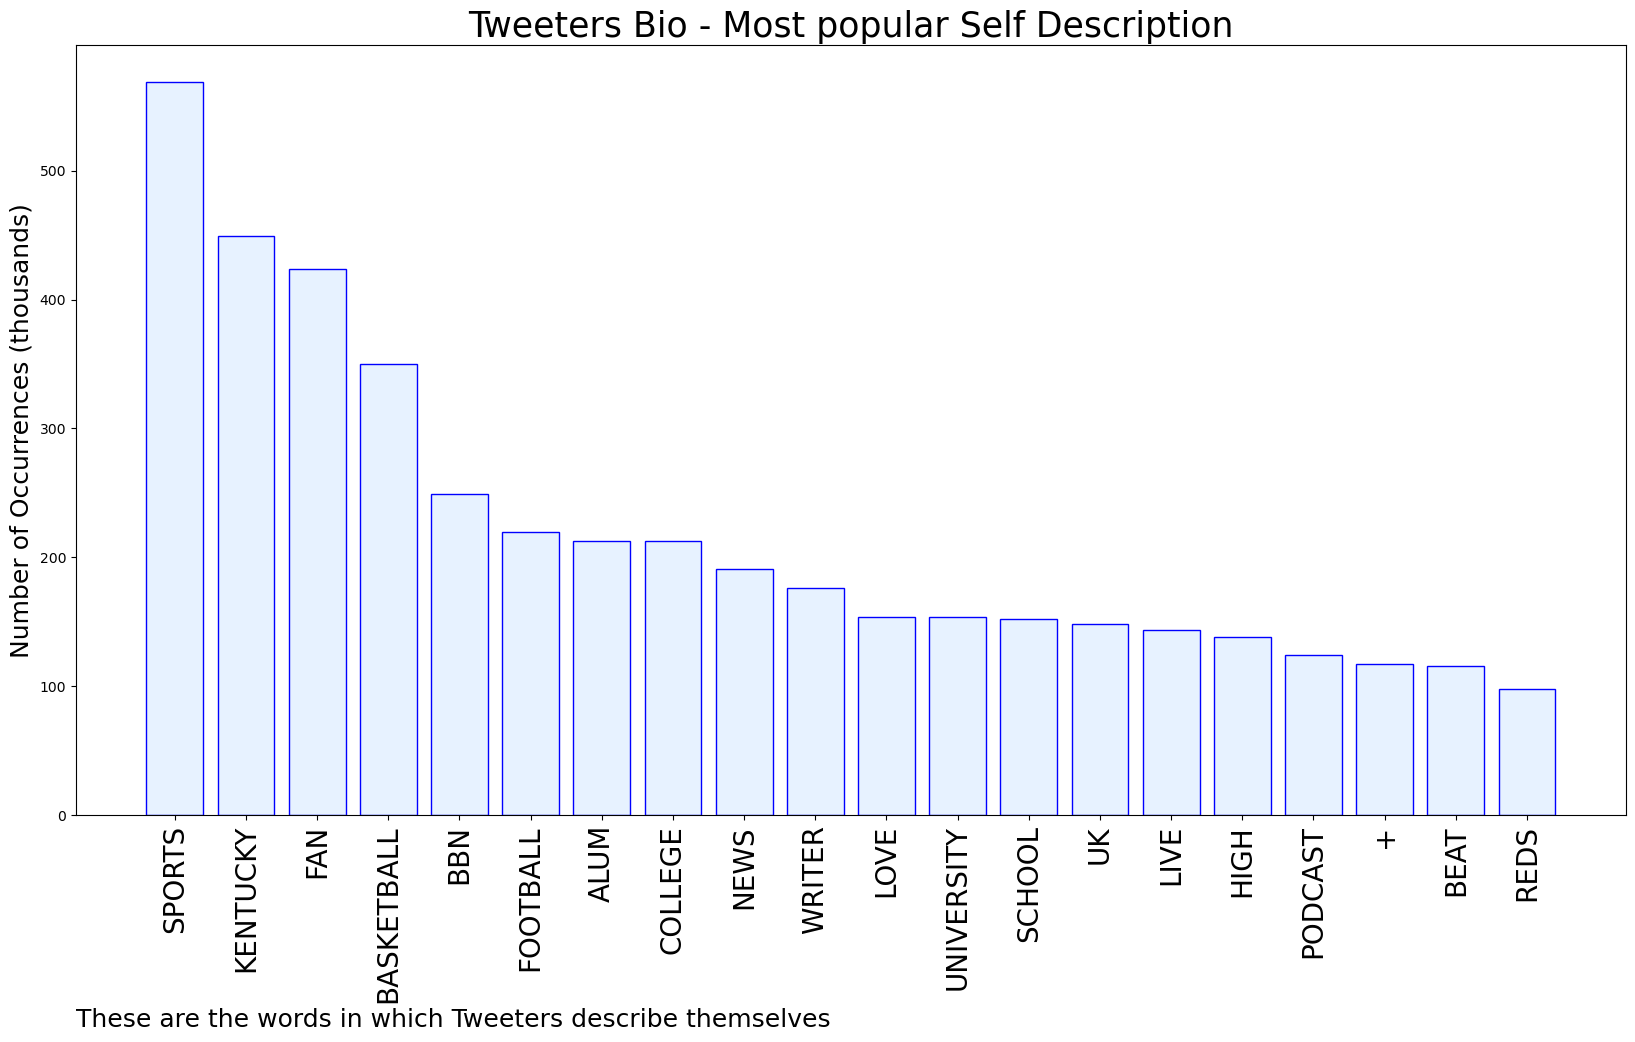 Tweeters Bio - Most popular Self Description
Number of Occurrences (thousands)
500
400
300
200
100
0
SPORTS
KENTUCKY
FAN
BASKETBALL
BBN
FOOTBALL
ALUM
COLLEGE
NEWS
WRITER
LOVE
UNIVERSITY
SCHOOL
UK
LIVE
HIGH
PODCAST
+
BEAT
REDS
These are the words in which Tweeters describe themselves